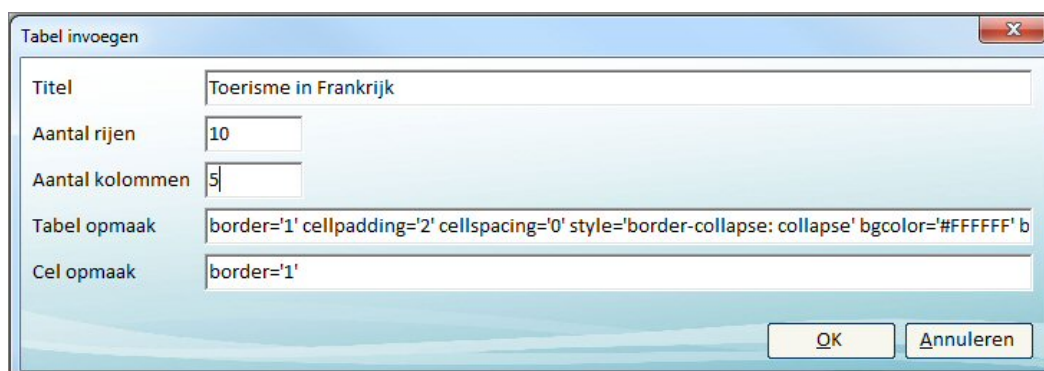 Tabel invoegen
Titel Toerisme in Frankrijk
Aantal rijen 10
Aantal kolommen 5
Tabel opmaak border='1' cellpadding='2' cellspacing='0' style='border-collapse: collapse' bgcolor='#FFFFFF' b
Cel opmaak border='1'
OK Annuleren